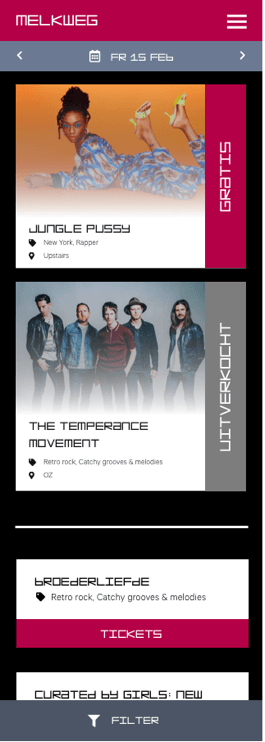 MELKWEG
FR 15 FEB
GRATIS
JUNGLE PUSSY
New York, Rapper
Upstairs
UITVERKOCHT
THE TEMPERANCE
MOVEMENT
Retro rock, Catchy grooves & melodies
OZ
BROEDERLIEFDE
Retro rock, Catchy grooves & melodies
TICKETS
CURATED BY GIRLS: NEW
FILTER